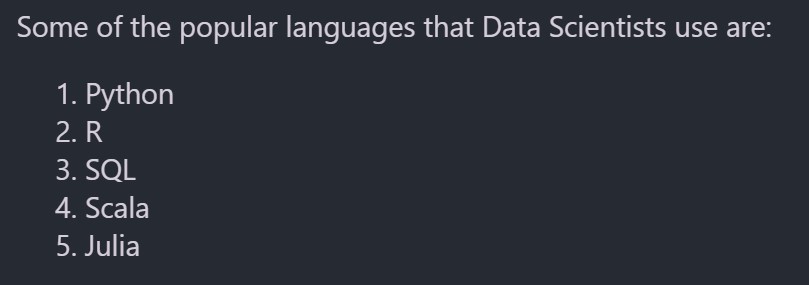 Some of the popular languages that Data Scientists use are:
1. Python
2. R
3. SQL
4. Scala
5. Julia